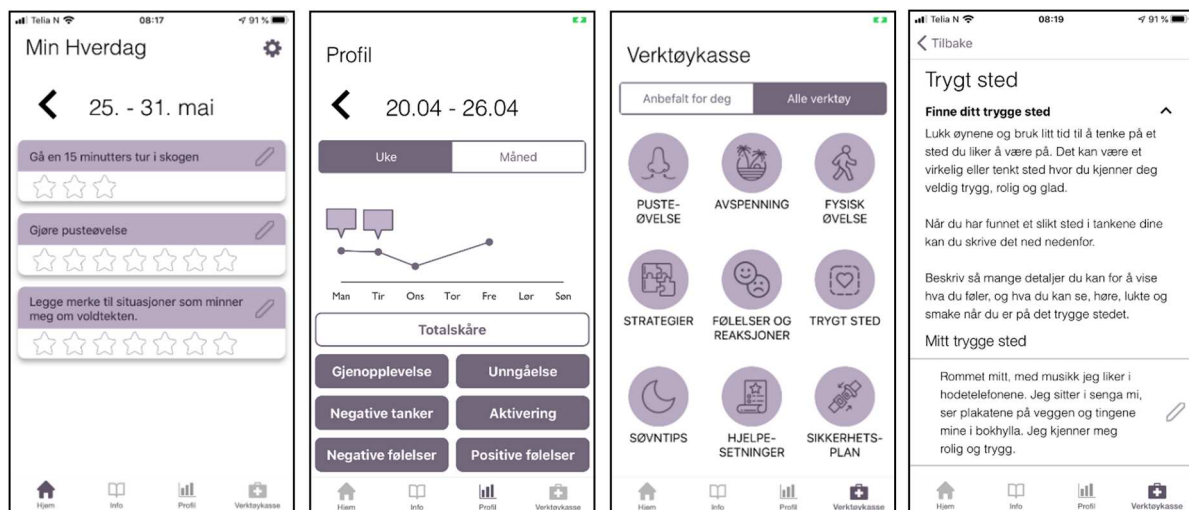 Telia N 08:17 91 %
Min Hverdag
25. - 31. mai
Gå en 15 minutters tur i skogen
Gjøre pusteøvelse
Legge merke til situasjoner som minner
meg om voldtekten.
Hjem Info Profil Verktøykasse
Profil
20.04 - 26.04
Uke Måned
Man Tir Ons Tor Fre Lør Søn
Totalskåre
Gjenopplevelse Unngåelse
Negative tanker Aktivering
Negative følelser Positive følelser
Hjem Info Profil Verktøykasse
Verktøykasse
Anbefalt for deg Alle verktøy
PUSTE-
ØVELSE
AVSPENNING
FYSISK
ØVELSE
STRATEGIER
FØLELSER OG
REAKSJONER
TRYGT STED
SØVNTIPS
HJELPE-
SETNINGER
SIKKERHETS-
PLAN
Hjem Info Profil Verktøykasse
Telia N 08:19 91 %
Tilbake
Trygt sted
Finne ditt trygge sted
Lukk øynene og bruk litt tid til å tenke på et
sted du liker å være på. Det kan være et
virkelig eller tenkt sted hvor du kjenner deg
veldig trygg, rolig og glad.
Når du har funnet et slikt sted i tankene dine
kan du skrive det ned nedenfor.
Beskriv så mange detaljer du kan for å vise
hva du føler, og hva du kan se, høre, lukte og
smake når du er på det trygge stedet.
Mitt trygge sted
Rommet mitt, med musikk jeg liker i
hodetelefonene. Jeg sitter i senga mi,
ser plakatene på veggen og tingene
mine i bokhylla. Jeg kjenner meg
rolig og trygg.
Hjem Info Profil Verktøykasse